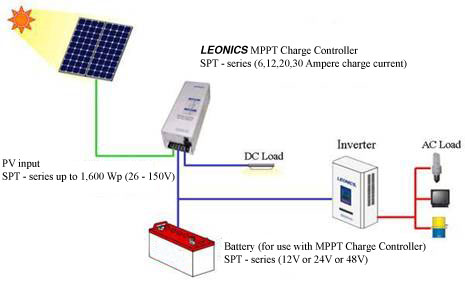 LEONICS MPPT Charge Controller
SPT - series (6,12,20,30 Ampere charge current)
PV input
SPT - series up to 1,600 Wp (26 - 150V)
DC Load
Inverter
AC Load
LEONICS
Battery (for use with MPPT Charge Controller)
SPT - series (12V or 24V or 48V)